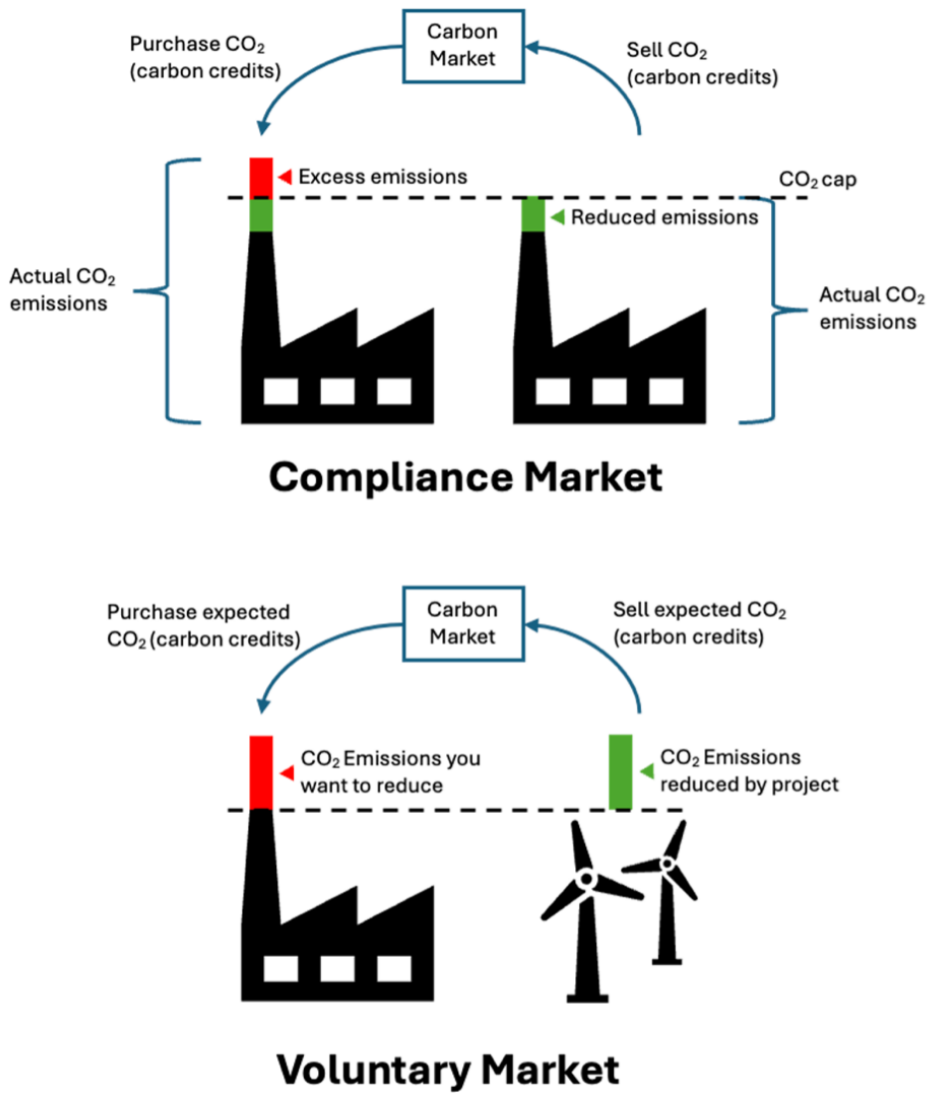 Carbon
Market
Purchase CO₂
(carbon credits)
Sell CO₂
(carbon credits)
Excess emissions
CO₂ cap
Reduced emissions
Actual CO₂
emissions
Actual CO₂
emissions
Compliance Market
Carbon
Market
Purchase expected
CO₂ (carbon credits)
Sell expected CO₂
(carbon credits)
CO₂ Emissions you
want to reduce
CO₂ Emissions
reduced by project
Voluntary Market